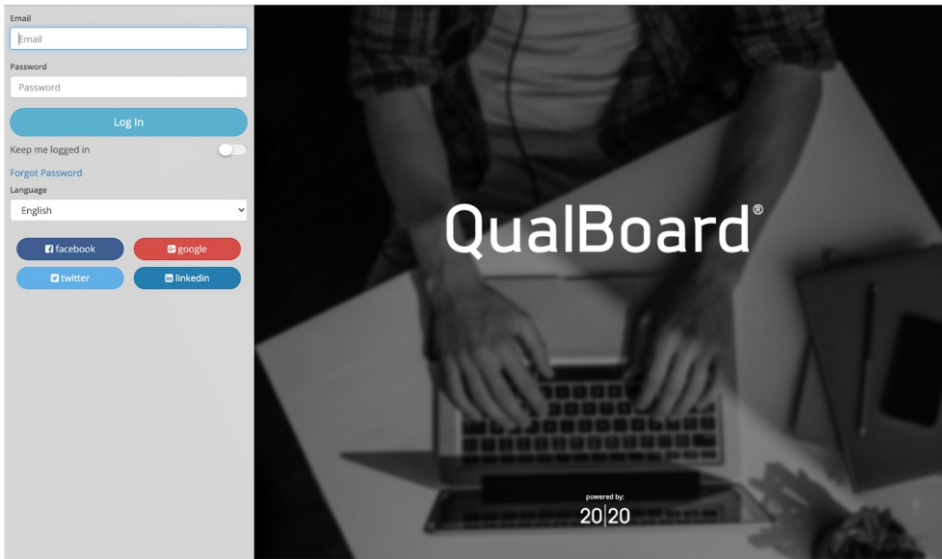 Email
Email
Password
Password
Log In
Keep me logged in
Forgot Password
Language
English
facebook google
twitter linkedin
QualBoard®
powered by:
20|20